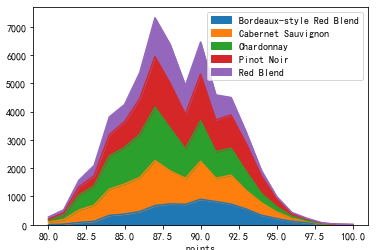 Bordeaux-style Red Blend
Cabernet Sauvignon
Chardonnay
Pinot Noir
Red Blend
7000
6000
5000
4000
3000
2000
1000
0
80.0 82.5 85.0 87.5 90.0 92.5 95.0 97.5 100.0
points